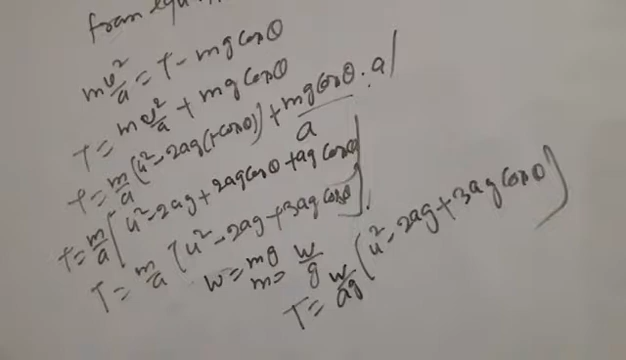 from equ
mv²/a = T - mg cosθ
T = mv²/a + mg cosθ
T = m/a (u² - 2ag(1-cosθ)) + mg cosθ . a/a
T = m/a [u² - 2ag + 2ag cosθ + ag cosθ]
T = m/a [u² - 2ag + 3ag cosθ].
W = mg
m = W/g
T = W/ag (u² - 2ag + 3ag cosθ)